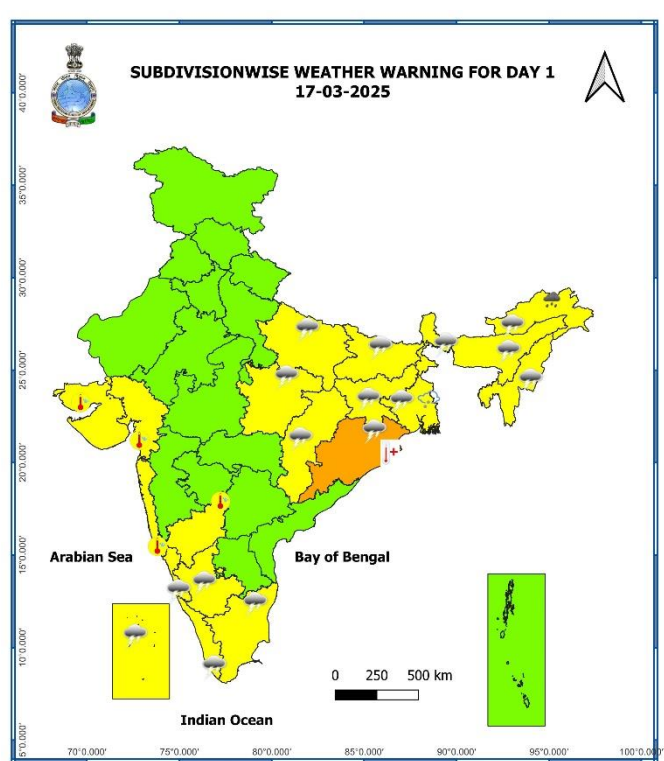 SUBDIVISIONWISE WEATHER WARNING FOR DAY 1
17-03-2025
40°0.000'
35°0.000'
30°0.000'
25°0.000'
20°0.000'
15°0.000'
10°0.000'
5°0.000'
Arabian Sea
Bay of Bengal
0 250 500 km
Indian Ocean
70°0.000' 75°0.000' 80°0.000' 85°0.000' 90°0.000' 95°0.000' 100°0.000'